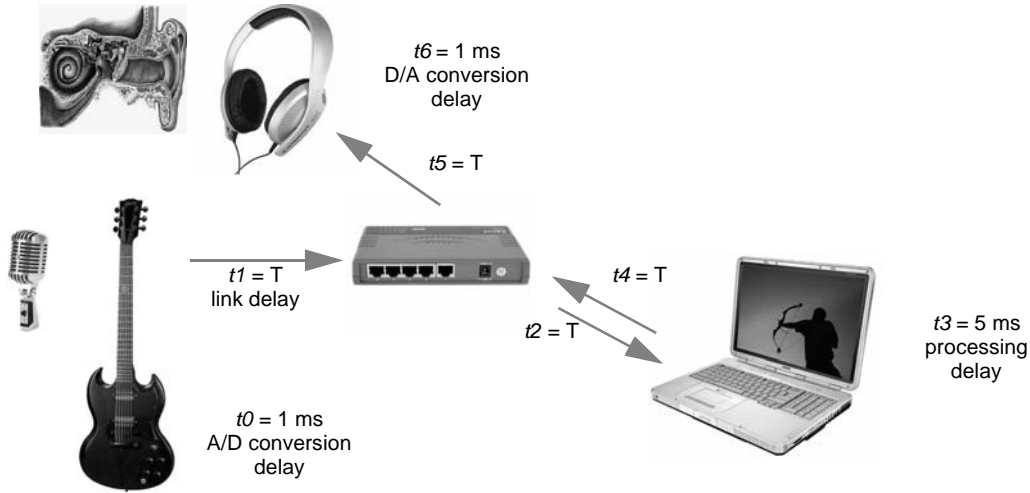 t6 = 1 ms
D/A conversion
delay
t5 = T
t1 = T
link delay
t4 = T
t2 = T
t3 = 5 ms
processing
delay
t0 = 1 ms
A/D conversion
delay